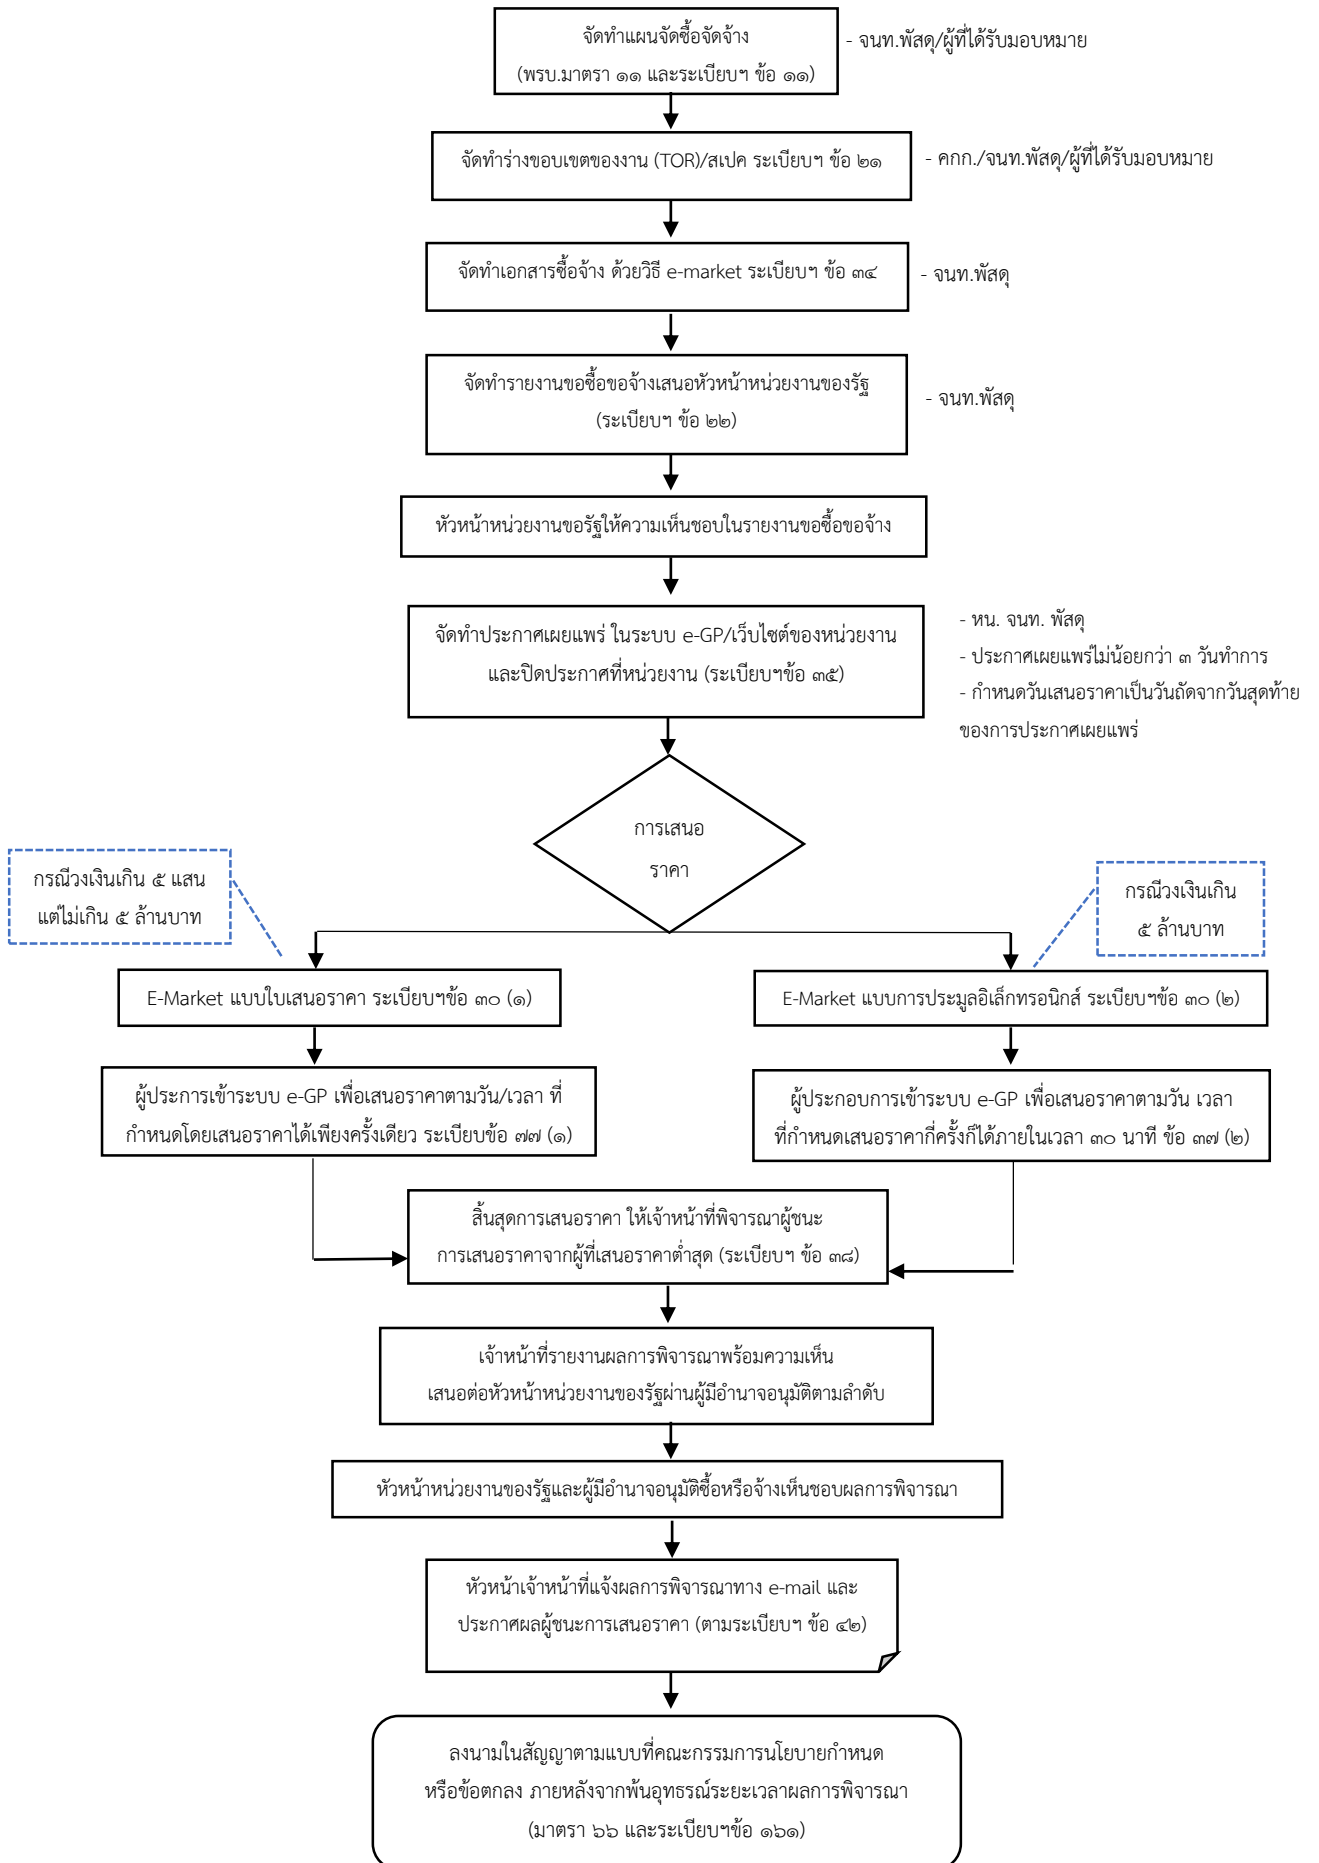 จัดทำแผนจัดซื้อจัดจ้าง
(พรบ.มาตรา ๑๑ และระเบียบฯ ข้อ ๑๑)
- จนท.พัสดุ/ผู้ที่ได้รับมอบหมาย
จัดทำร่างขอบเขตของงาน (TOR)/สเปค ระเบียบฯ ข้อ ๒๑
- คกก./จนท.พัสดุ/ผู้ที่ได้รับมอบหมาย
จัดทำเอกสารซื้อจ้าง ด้วยวิธี e-market ระเบียบฯ ข้อ ๓๔
- จนท.พัสดุ
จัดทำรายงานขอซื้อขอจ้างเสนอหัวหน้าหน่วยงานของรัฐ
(ระเบียบฯ ข้อ ๒๒)
- จนท.พัสดุ
หัวหน้าหน่วยงานขอรัฐให้ความเห็นชอบในรายงานขอซื้อขอจ้าง
จัดทำประกาศเผยแพร่ ในระบบ e-GP/เว็บไซต์ของหน่วยงาน
และปิดประกาศที่หน่วยงาน (ระเบียบฯข้อ ๓๕)
- หน. จนท. พัสดุ
- ประกาศเผยแพร่ไม่น้อยกว่า ๓ วันทำการ
- กำหนดวันเสนอราคาเป็นวันถัดจากวันสุดท้าย
ของการประกาศเผยแพร่
การเสนอ
ราคา
กรณีวงเงินเกิน ๕ แสน
แต่ไม่เกิน ๕ ล้านบาท
กรณีวงเงินเกิน
๕ ล้านบาท
E-Market แบบใบเสนอราคา ระเบียบฯข้อ ๓๐ (๑)
E-Market แบบการประมูลอิเล็กทรอนิกส์ ระเบียบฯข้อ ๓๐ (๒)
ผู้ประการเข้าระบบ e-GP เพื่อเสนอราคาตามวัน/เวลา ที่
กำหนดโดยเสนอราคาได้เพียงครั้งเดียว ระเบียบข้อ ๗๗ (๑)
ผู้ประกอบการเข้าระบบ e-GP เพื่อเสนอราคาตามวัน เวลา
ที่กำหนดเสนอราคากี่ครั้งก็ได้ภายในเวลา ๓๐ นาที ข้อ ๓๗ (๒)
สิ้นสุดการเสนอราคา ให้เจ้าหน้าที่พิจารณาผู้ชนะ
การเสนอราคาจากผู้ที่เสนอราคาต่ำสุด (ระเบียบฯ ข้อ ๓๘)
เจ้าหน้าที่รายงานผลการพิจารณาพร้อมความเห็น
เสนอต่อหัวหน้าหน่วยงานของรัฐผ่านผู้มีอำนาจอนุมัติตามลำดับ
หัวหน้าหน่วยงานของรัฐและผู้มีอำนาจอนุมัติซื้อหรือจ้างเห็นชอบผลการพิจารณา
หัวหน้าเจ้าหน้าที่แจ้งผลการพิจารณาทาง e-mail และ
ประกาศผลผู้ชนะการเสนอราคา (ตามระเบียบฯ ข้อ ๔๒)
ลงนามในสัญญาตามแบบที่คณะกรรมการนโยบายกำหนด
หรือข้อตกลง ภายหลังจากพ้นอุทธรณ์ระยะเวลาผลการพิจารณา
(มาตรา ๖๖ และระเบียบฯข้อ ๑๖๑)